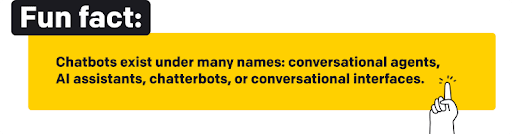 Fun fact:
Chatbots exist under many names: conversational agents,
AI assistants, chatterbots, or conversational interfaces.